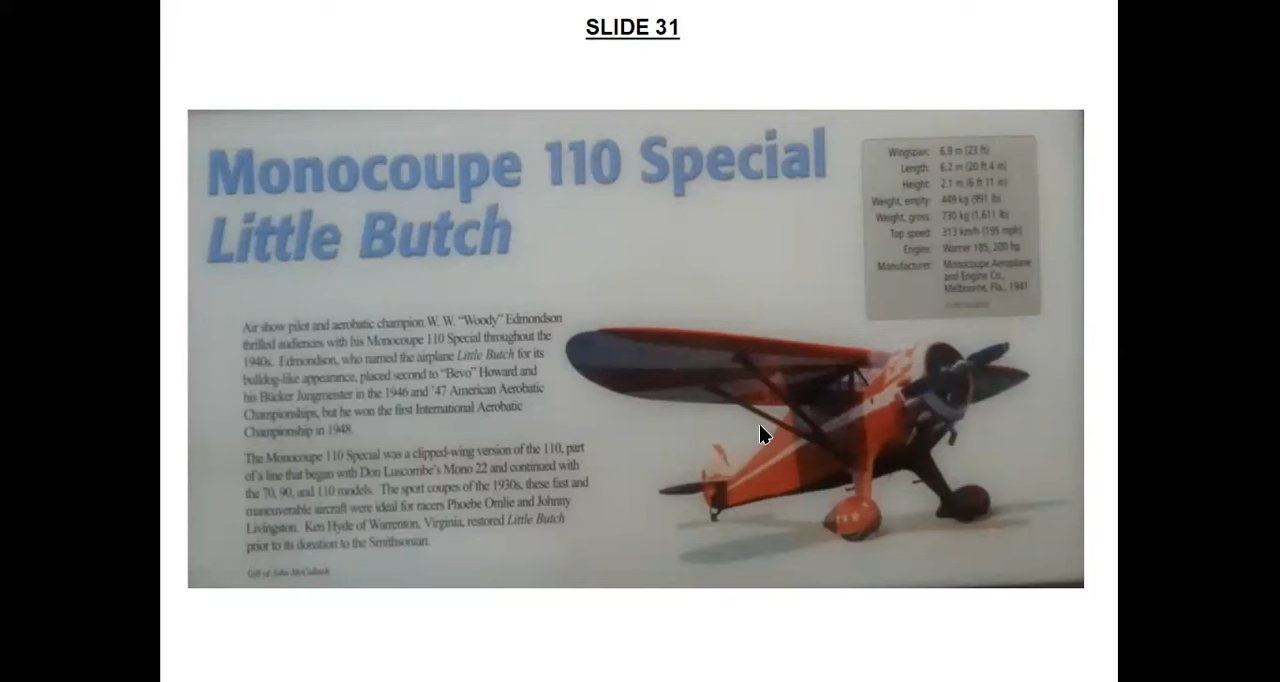 SLIDE 31
Monocoupe 110 Special
Little Butch
Wingspan: 6.9 m (23 ft)
Length: 6.2 m (20 ft 4 in)
Height: 2.1 m (6 ft 11 in)
Weight, empty: 449 kg (991 lb)
Weight, gross: 730 kg (1,611 lb)
Top speed: 313 km/h (195 mph)
Engine: Warner 185, 200 hp
Manufacturer: Monocoupe Aeroplane
and Engine Co.,
Melbourne, Fla., 1941
Air show pilot and aerobatic champion W. W. "Woody" Edmondson
thrilled audiences with his Monocoupe 110 Special throughout the
1940s. Edmondson, who named the airplane Little Butch for its
bulldog-like appearance, placed second to "Bevo" Howard and
his Bücker Jungmeister in the 1946 and '47 American Aerobatic
Championships, but he won the first International Aerobatic
Championship in 1948.
The Monocoupe 110 Special was a clipped-wing version of the 110, part
of a line that began with Don Luscombe's Mono 22 and continued with
the 70, 90, and 110 models. The sport coupes of the 1930s, these fast and
maneuverable aircraft were ideal for racers Phoebe Omlie and Johnny
Livingston. Ken Hyde of Warrenton, Virginia, restored Little Butch
prior to its donation to the Smithsonian.
Gift of John McCulloch